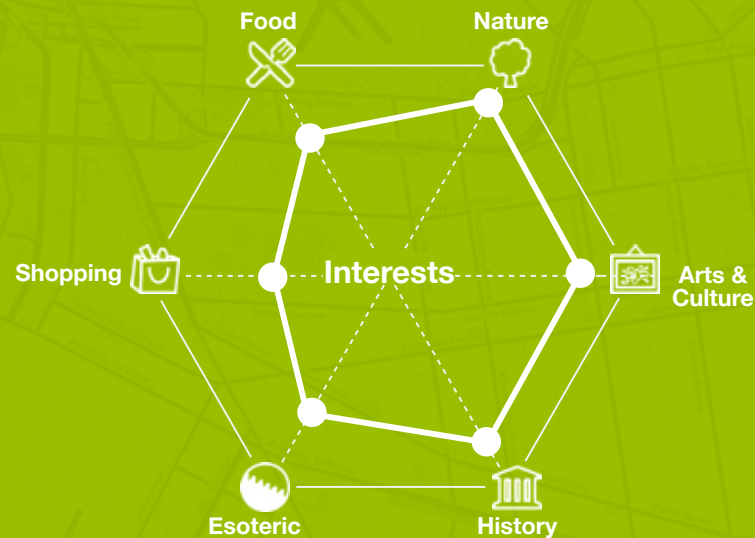 Food
Nature
Shopping
Interests
Arts &
Culture
Esoteric
History